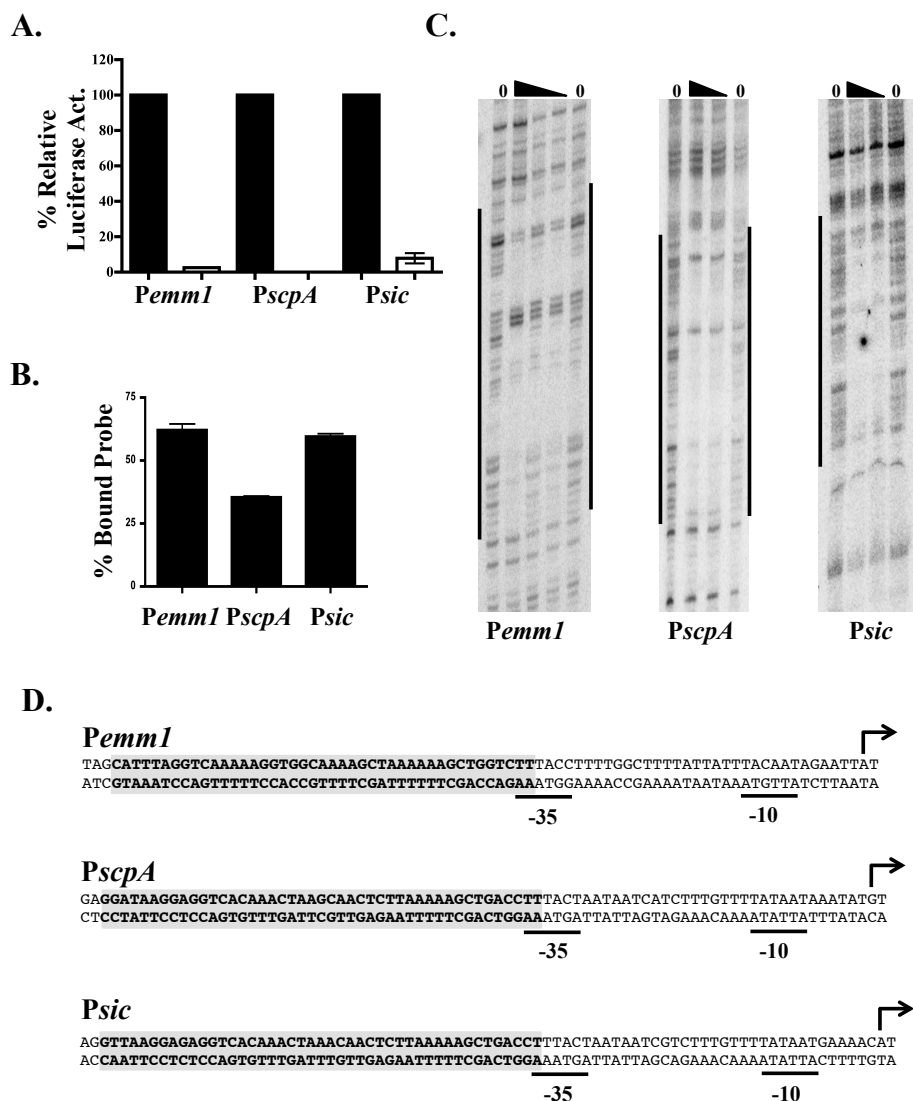 A.
% Relative
Luciferase Act.
120
100
80
60
40
20
0
Pemm1 PscpA Psic
B.
% Bound Probe
75
50
25
0
Pemm1 PscpA Psic
C.
0 0
Pemm1
0 0
PscpA
0 0
Psic
D.
Pemm1
TAGCATTTAGGTCAAAAAGGTGGCAAAAGCTAAAAAAGCTGGTCTTTACCTTTTGGCTTTTATTATTTACAATAGAATTAT
ATCGTAAATCCAGTTTTTCCACCGTTTTCGATTTTTTCGACCAGAAATGGAAAACCGAAAATAATAAATGTTATCTTAATA
-35 -10
PscpA
GAGGATAAGGAGGTCACAAACTAAGCAACTCTTAAAAAGCTGACCTTTACTAATAATCATCTTTGTTTTATAATAAATATGT
CTCCTATTCCTCCAGTGTTTGATTCGTTGAGAATTTTTCGACTGGAAATGATTATTAGTAGAAACAAAATATTATTTATACA
-35 -10
Psic
AGGTTAAGGAGAGGTCACAAACTAAACAACTCTTAAAAAGCTGACCTTTACTAATAATCGTCTTTGTTTTATAATGAAAACAT
ACCAATTCCTCTCCAGTGTTTGATTTGTTGAGAATTTTTCGACTGGAAATGATTATTAGCAGAAACAAAATATTACTTTTGTA
-35 -10